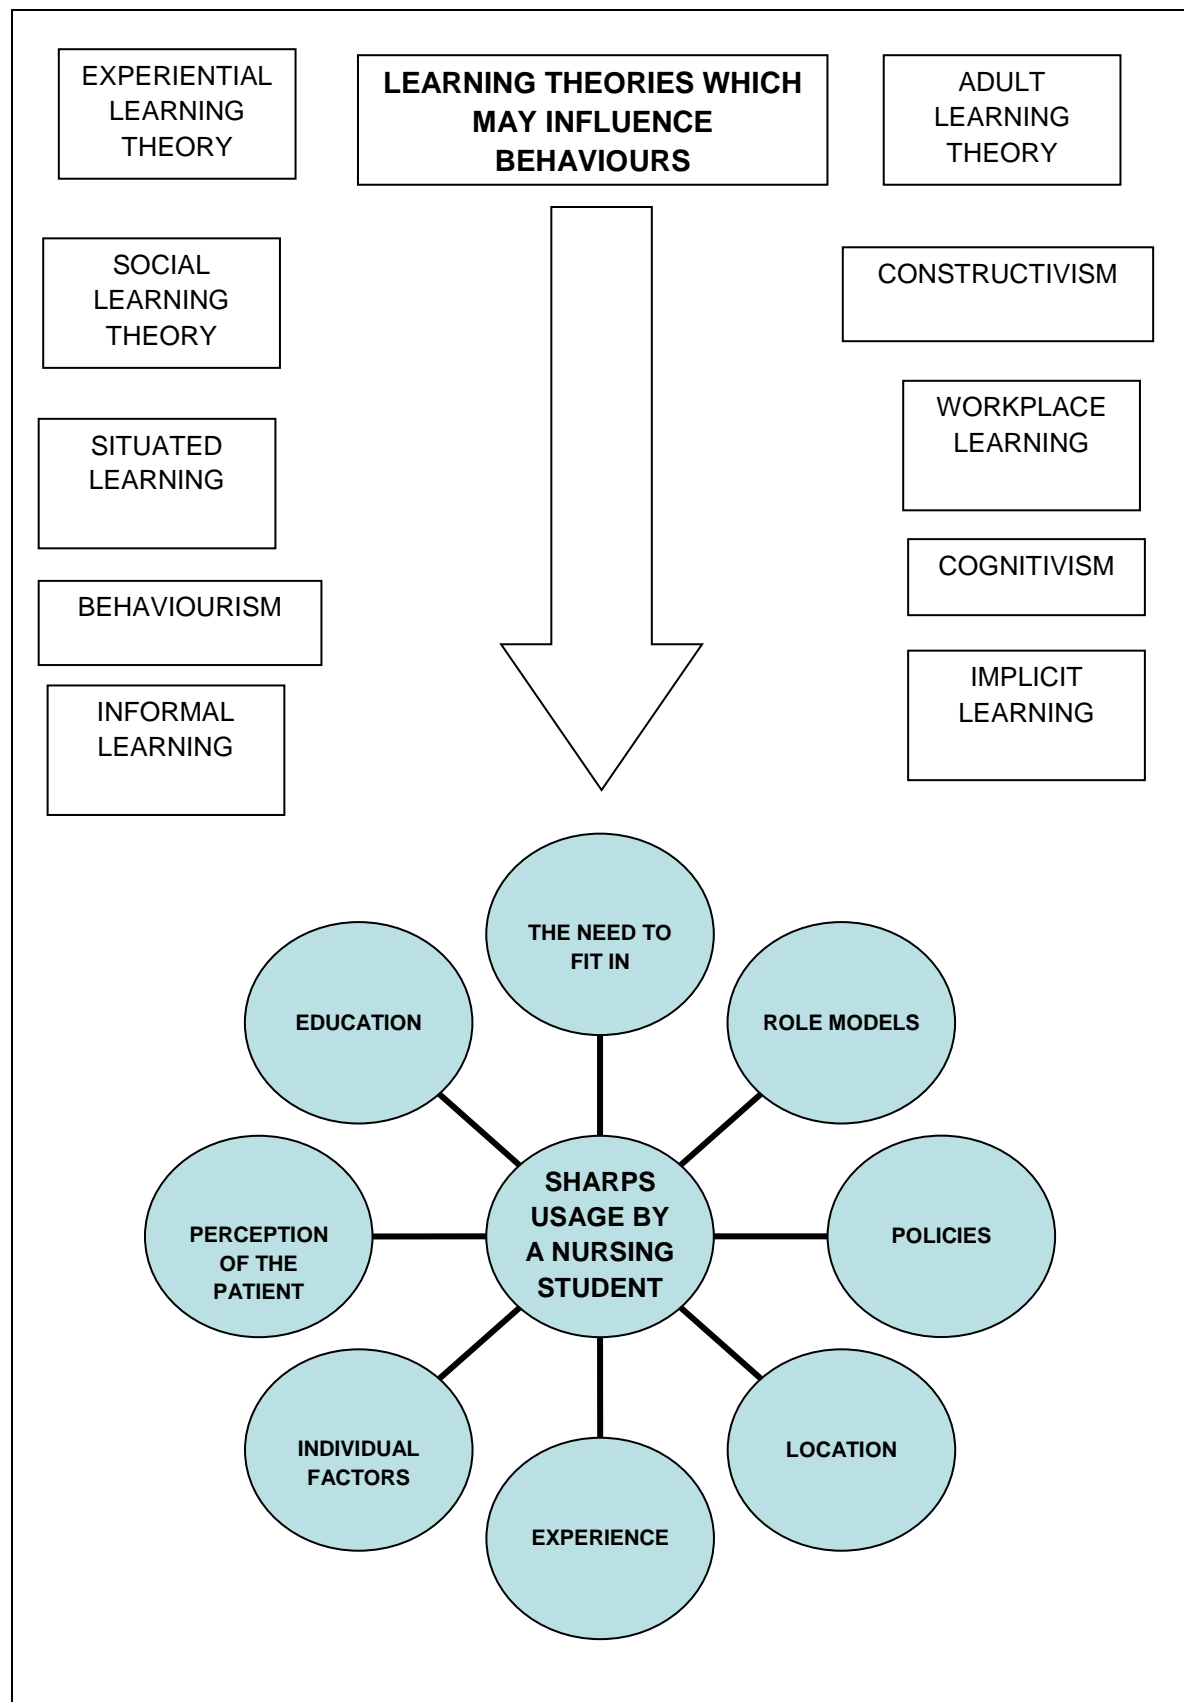 EXPERIENTIAL
LEARNING
THEORY
LEARNING THEORIES WHICH
MAY INFLUENCE
BEHAVIOURS
ADULT
LEARNING
THEORY
SOCIAL
LEARNING
THEORY
CONSTRUCTIVISM
WORKPLACE
LEARNING
SITUATED
LEARNING
COGNITIVISM
BEHAVIOURISM
IMPLICIT
LEARNING
INFORMAL
LEARNING
THE NEED TO
FIT IN
EDUCATION
ROLE MODELS
SHARPS
USAGE BY
A NURSING
STUDENT
PERCEPTION
OF THE
PATIENT
POLICIES
INDIVIDUAL
FACTORS
LOCATION
EXPERIENCE